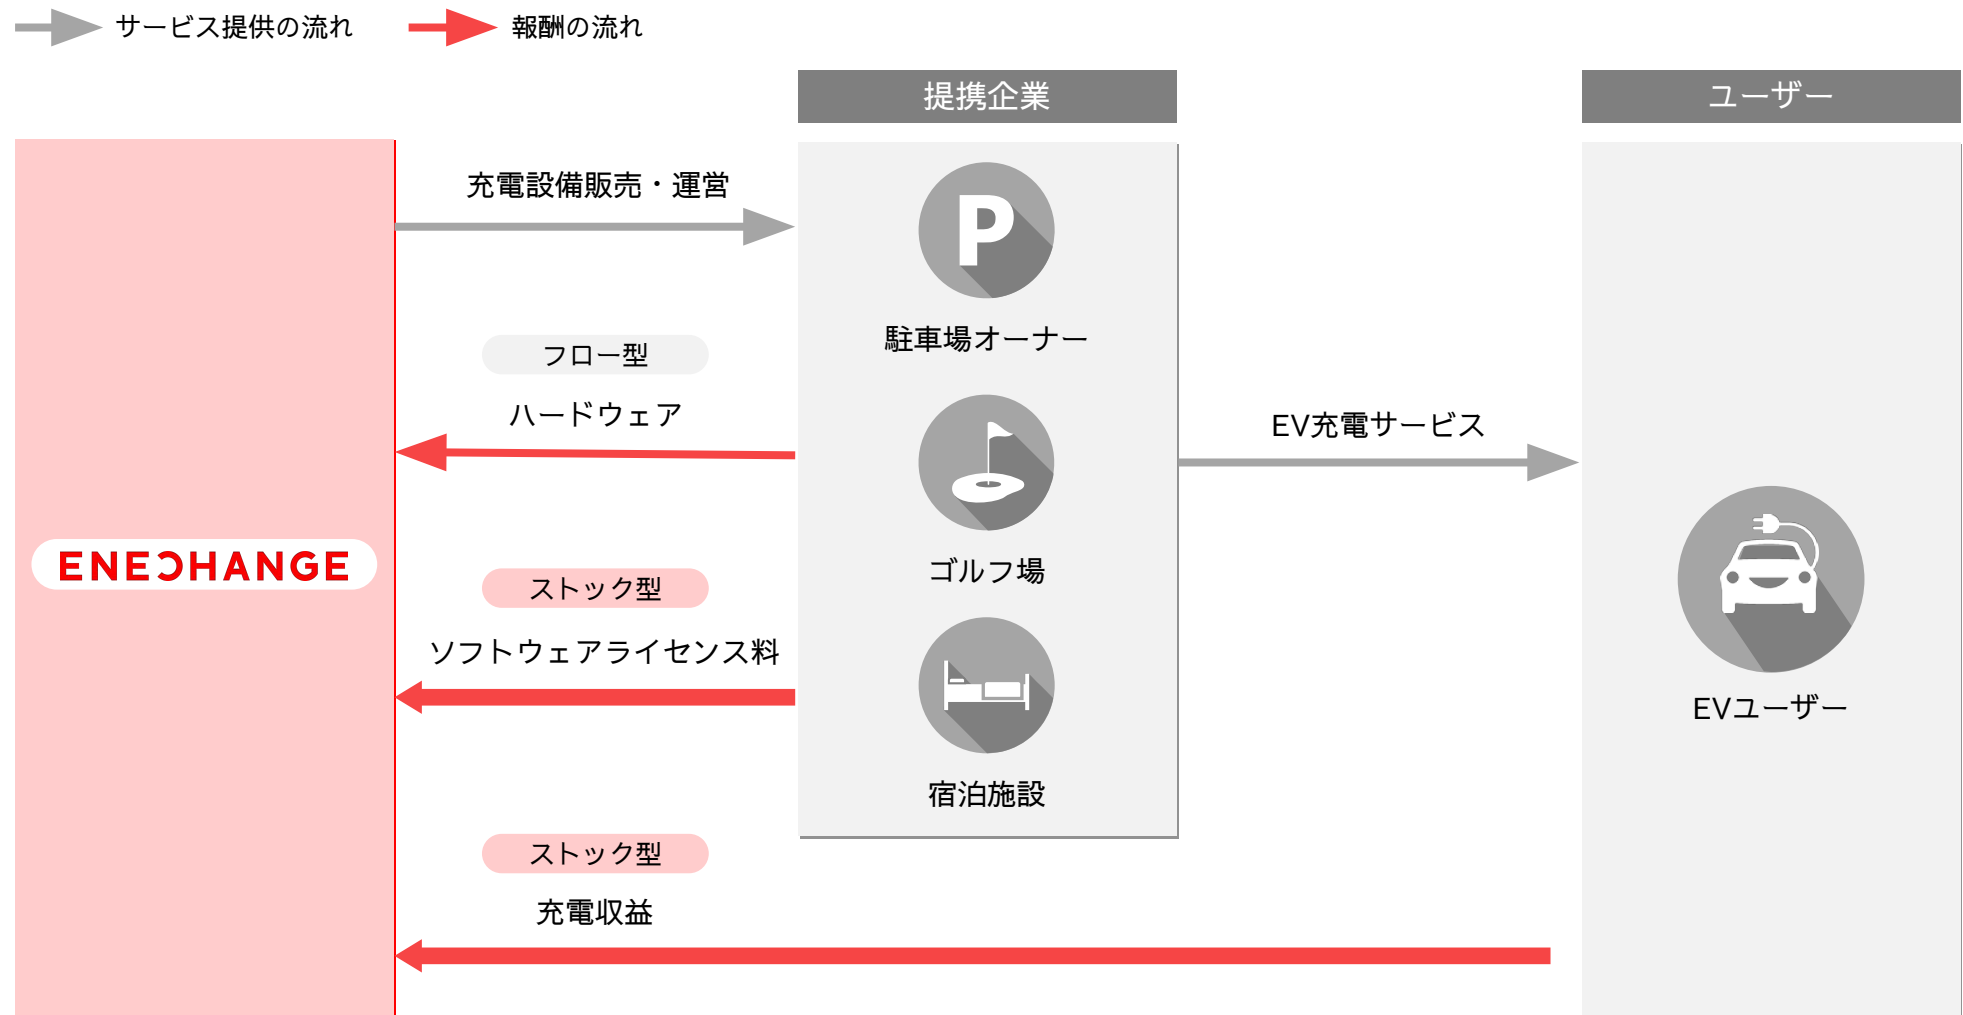 サービス提供の流れ
報酬の流れ
提携企業
ユーザー
充電設備販売・運営
P
駐車場オーナー
フロー型
ハードウェア
EV充電サービス
ENECHANGE
ゴルフ場
ストック型
ソフトウェアライセンス料
EVユーザー
宿泊施設
ストック型
充電収益